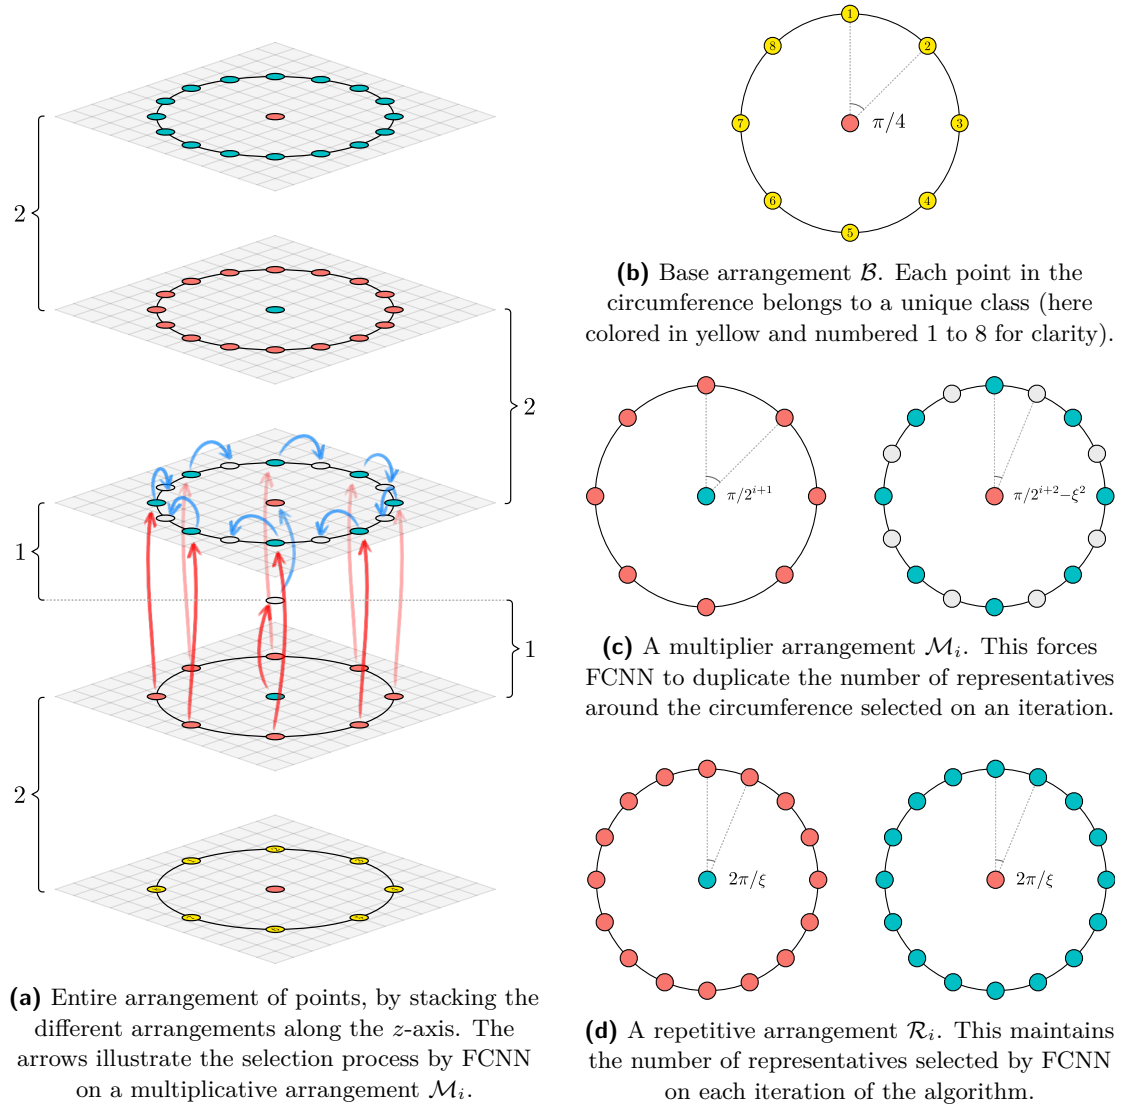 2
2
1
1
2
(a) Entire arrangement of points, by stacking the
different arrangements along the z-axis. The
arrows illustrate the selection process by FCNN
on a multiplicative arrangement ℳᵢ.
1
2
3
4
5
6
7
8
π/4
(b) Base arrangement ℬ. Each point in the
circumference belongs to a unique class (here
colored in yellow and numbered 1 to 8 for clarity).
π/2^{i+1}
π/2^{i+2}−ξ²
(c) A multiplier arrangement ℳᵢ. This forces
FCNN to duplicate the number of representatives
around the circumference selected on an iteration.
2π/ξ
2π/ξ
(d) A repetitive arrangement ℛᵢ. This maintains
the number of representatives selected by FCNN
on each iteration of the algorithm.